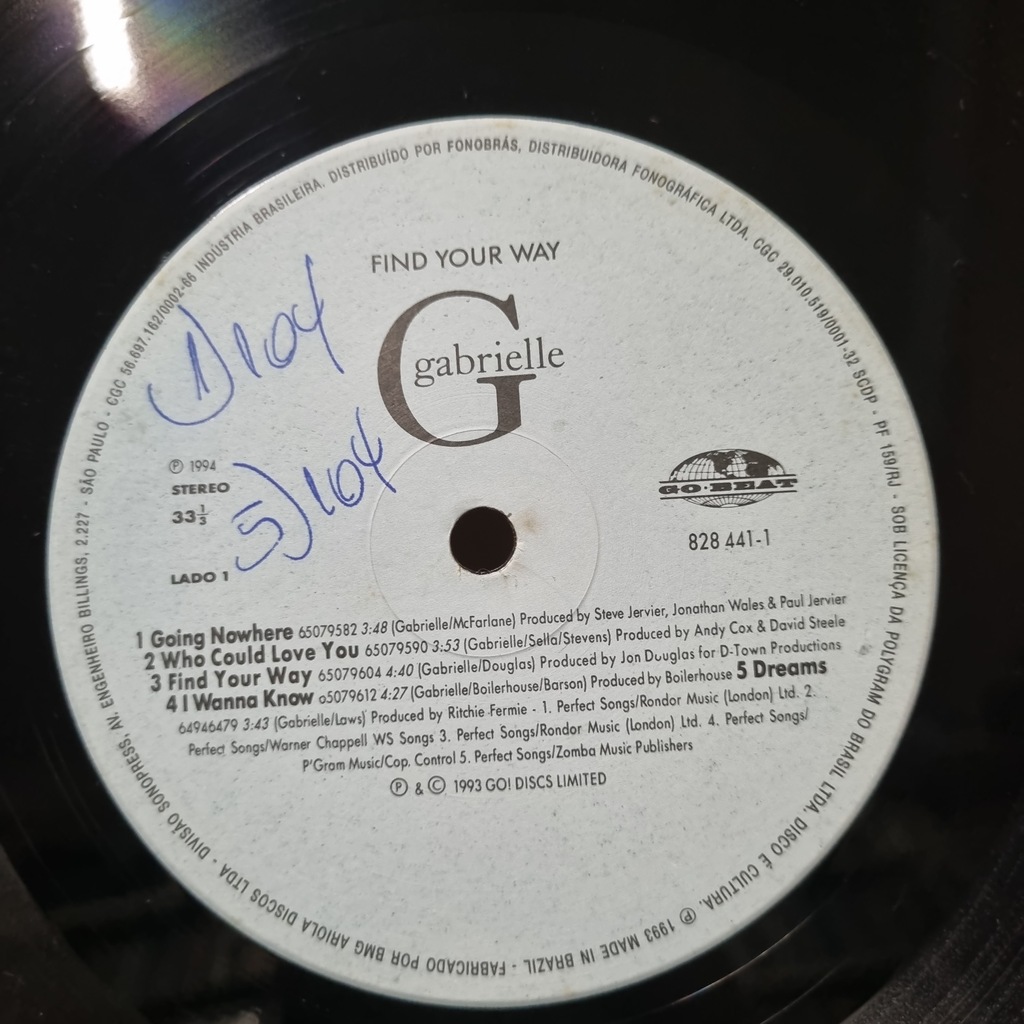 CGC 56.697.162/0002-66 INDÚSTRIA BRASILEIRA. DISTRIBUÍDO POR FONOBRÁS, DISTRIBUIDORA FONOGRÁFICA LTDA. CGC 29.010.519/0001-32 SCDP - PF 159/RJ - SOB LICENÇA DA POLYGRAM DO BRASIL LTDA. DISCO É CULTURA. ℗ 1993 MADE IN BRAZIL - FABRICADO POR BMG ARIOLA DISCOS LTDA - DIVISÃO SONOPRESS, AV. ENGENHEIRO BILLINGS, 2.227 - SÃO PAULO -
FIND YOUR WAY
G
gabrielle
1) 104
5) 104
℗ 1994
STEREO
33⅓
LADO 1
GO·BEAT
828 441-1
1 Going Nowhere 65079582 3:48 (Gabrielle/McFarlane) Produced by Steve Jervier, Jonathan Wales & Paul Jervier
2 Who Could Love You 65079590 3:53 (Gabrielle/Sella/Stevens) Produced by Andy Cox & David Steele
3 Find Your Way 65079604 4:40 (Gabrielle/Douglas) Produced by Jon Douglas for D-Town Productions
4 I Wanna Know 65079612 4:27 (Gabrielle/Boilerhouse/Barson) Produced by Boilerhouse 5 Dreams
64946479 3:43 (Gabrielle/Laws) Produced by Ritchie Fermie - 1. Perfect Songs/Rondor Music (London) Ltd. 2.
Perfect Songs/Warner Chappell WS Songs 3. Perfect Songs/Rondor Music (London) Ltd. 4. Perfect Songs/
P'Gram Music/Cop. Control 5. Perfect Songs/Zomba Music Publishers
℗ & © 1993 GO! DISCS LIMITED